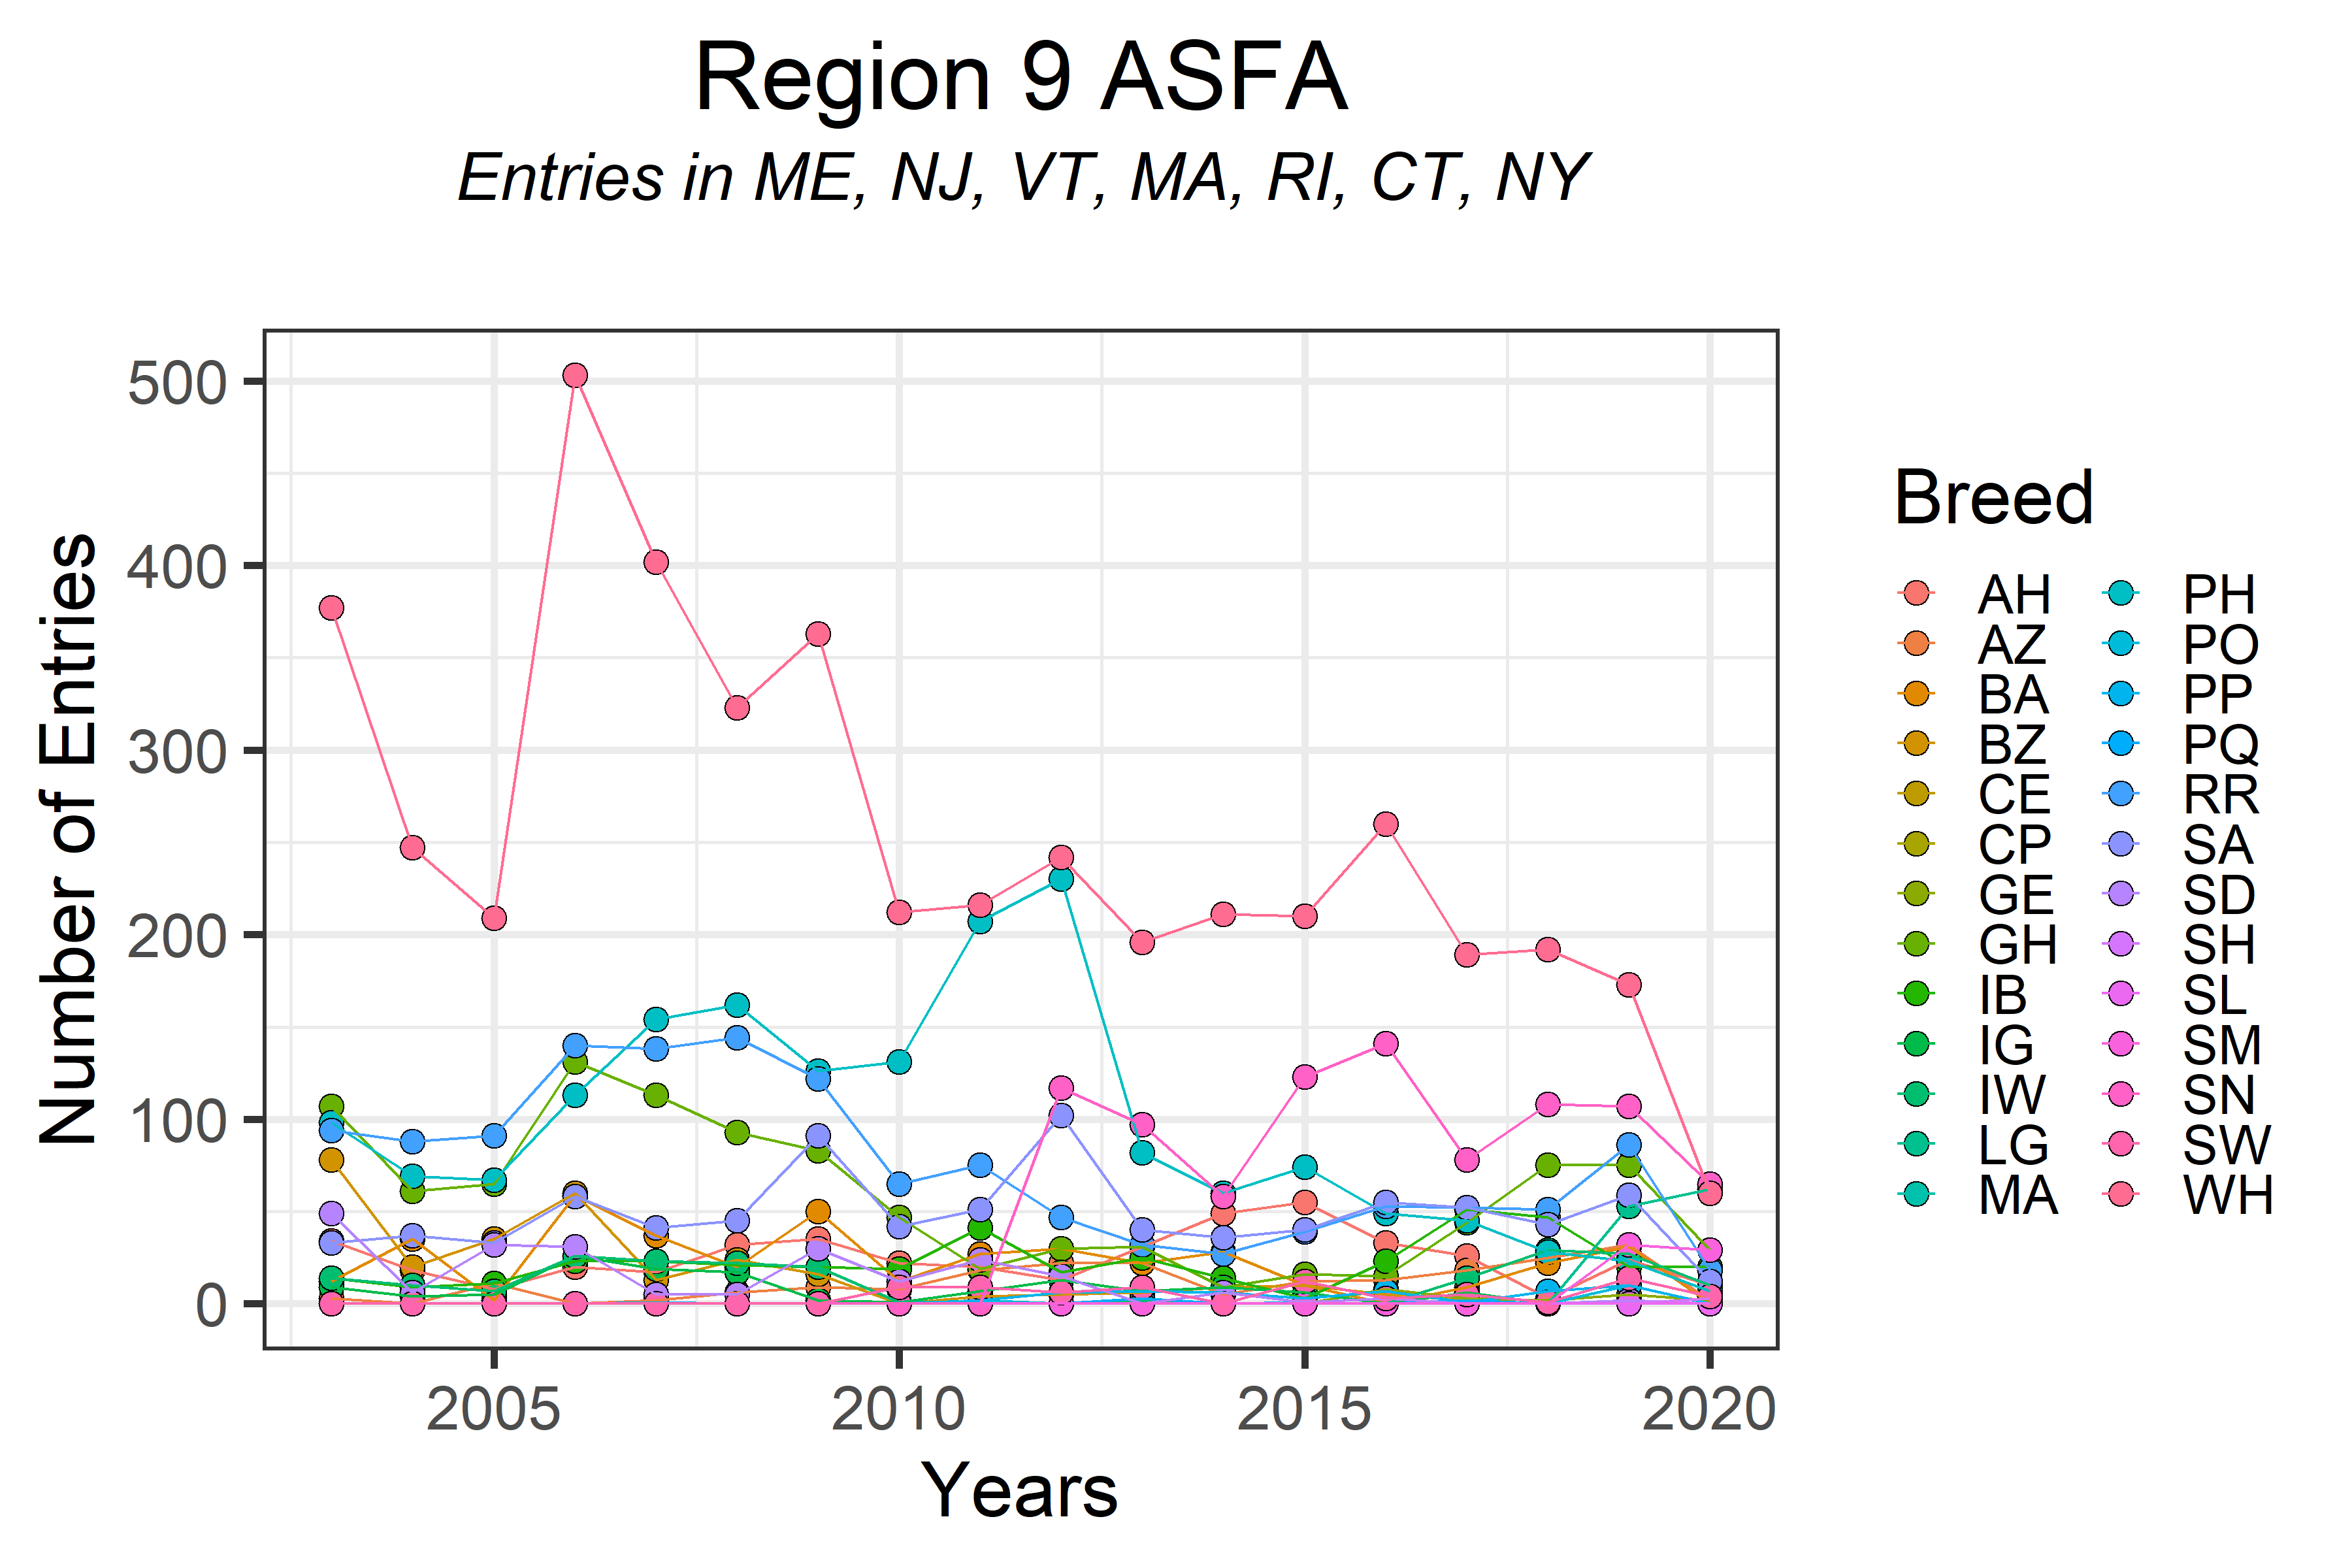 Region 9 ASFA
Entries in ME, NJ, VT, MA, RI, CT, NY
Number of Entries
500
400
300
200
100
0
2005
2010
2015
2020
Years
Breed
AH
AZ
BA
BZ
CE
CP
GE
GH
IB
IG
IW
LG
MA
PH
PO
PP
PQ
RR
SA
SD
SH
SL
SM
SN
SW
WH